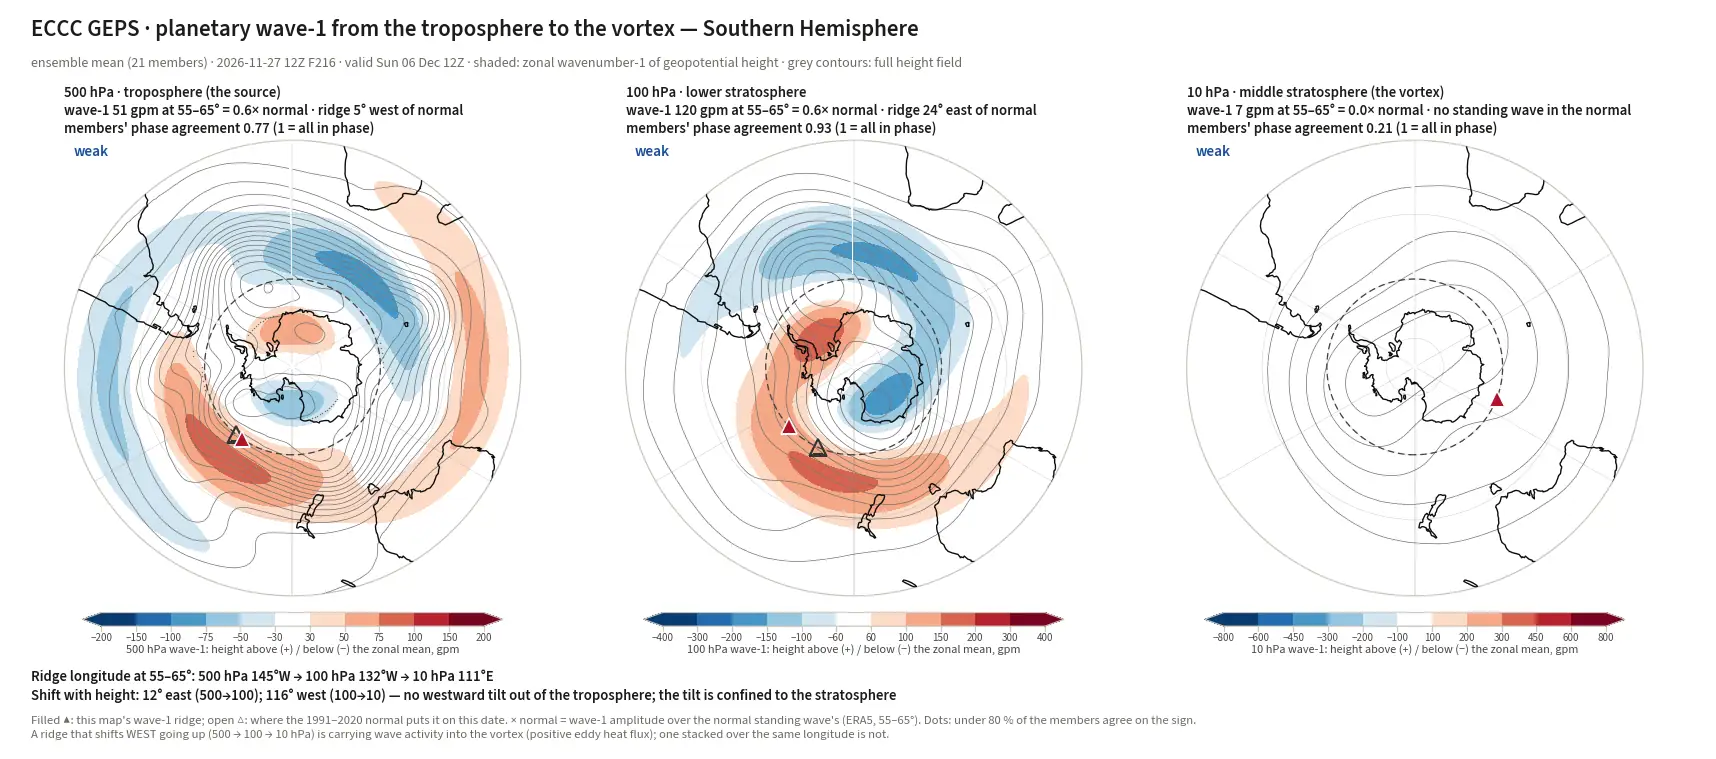 ECCC GEPS · planetary wave-1 from the troposphere to the vortex — Southern Hemisphere
ensemble mean (21 members) · 2026-11-27 12Z F216 · valid Sun 06 Dec 12Z · shaded: zonal wavenumber-1 of geopotential height · grey contours: full height field
500 hPa · troposphere (the source)
wave-1 51 gpm at 55–65° = 0.6× normal · ridge 5° west of normal
members' phase agreement 0.77 (1 = all in phase)
weak
100 hPa · lower stratosphere
wave-1 120 gpm at 55–65° = 0.6× normal · ridge 24° east of normal
members' phase agreement 0.93 (1 = all in phase)
weak
10 hPa · middle stratosphere (the vortex)
wave-1 7 gpm at 55–65° = 0.0× normal · no standing wave in the normal
members' phase agreement 0.21 (1 = all in phase)
weak
−200 −150 −100 −75 −50 −30 30 50 75 100 150 200
500 hPa wave-1: height above (+) / below (−) the zonal mean, gpm
−400 −300 −200 −150 −100 −60 60 100 150 200 300 400
100 hPa wave-1: height above (+) / below (−) the zonal mean, gpm
−800 −600 −450 −300 −200 −100 100 200 300 450 600 800
10 hPa wave-1: height above (+) / below (−) the zonal mean, gpm
Ridge longitude at 55–65°: 500 hPa 145°W → 100 hPa 132°W → 10 hPa 111°E
Shift with height: 12° east (500→100); 116° west (100→10) — no westward tilt out of the troposphere; the tilt is confined to the stratosphere
Filled ▲: this map's wave-1 ridge; open △: where the 1991–2020 normal puts it on this date. × normal = wave-1 amplitude over the normal standing wave's (ERA5, 55–65°). Dots: under 80 % of the members agree on the sign.
A ridge that shifts WEST going up (500 → 100 → 10 hPa) is carrying wave activity into the vortex (positive eddy heat flux); one stacked over the same longitude is not.